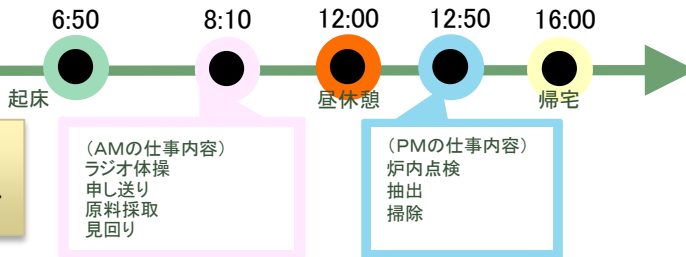 6:50
8:10
12:00
12:50
16:00
起床
昼休憩
帰宅
（AMの仕事内容）
ラジオ体操
申し送り
原料採取
見回り
（PMの仕事内容）
炉内点検
抽出
掃除